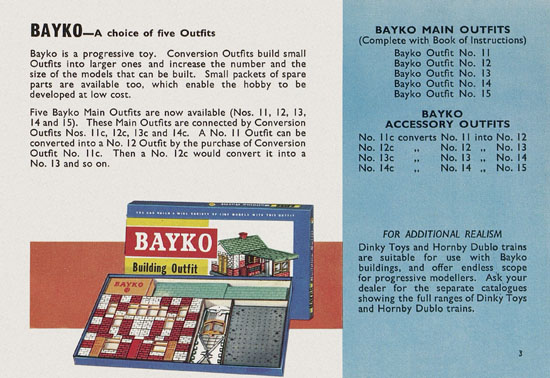 BAYKO—A choice of five Outfits
Bayko is a progressive toy. Conversion Outfits build small
Outfits into larger ones and increase the number and the
size of the models that can be built. Small packets of spare
parts are available too, which enable the hobby to be
developed at low cost.
Five Bayko Main Outfits are now available (Nos. 11, 12, 13,
14 and 15). These Main Outfits are connected by Conversion
Outfits Nos. 11c, 12c, 13c and 14c. A No. 11 Outfit can be
converted into a No. 12 Outfit by the purchase of Conversion
Outfit No. 11c. Then a No. 12c would convert it into a
No. 13 and so on.
YOU CAN BUILD A WIDE VARIETY OF FINE MODELS WITH THIS OUTFIT
BAYKO
Building Outfit
BAYKO
BAYKO MAIN OUTFITS
(Complete with Book of Instructions)
Bayko Outfit No. 11
Bayko Outfit No. 12
Bayko Outfit No. 13
Bayko Outfit No. 14
Bayko Outfit No. 15
BAYKO
ACCESSORY OUTFITS
No. 11c converts No. 11 into No. 12
No. 12c „ No. 12 „ No. 13
No. 13c „ No. 13 „ No. 14
No. 14c „ No. 14 „ No. 15
FOR ADDITIONAL REALISM
Dinky Toys and Hornby Dublo trains
are suitable for use with Bayko
buildings, and offer endless scope
for progressive modellers. Ask your
dealer for the separate catalogues
showing the full ranges of Dinky Toys
and Hornby Dublo trains.
3